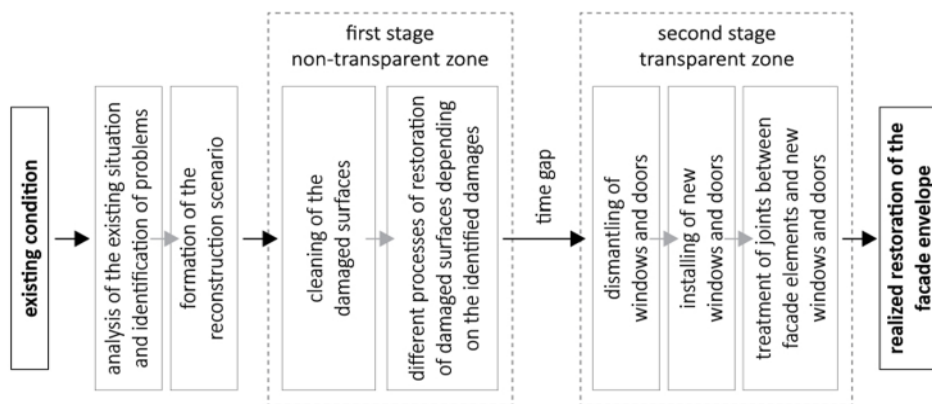 existing condition
analysis of the existing situation
and identification of problems
formation of the
reconstruction scenario
first stage
non-transparent zone
cleaning of the
damaged surfaces
different processes of restoration
of damaged surfaces depending
on the identified damages
time gap
second stage
transparent zone
dismantling of
windows and doors
installing of new
windows and doors
treatment of joints between
facade elements and new
windows and doors
realized restoration of the
facade envelope